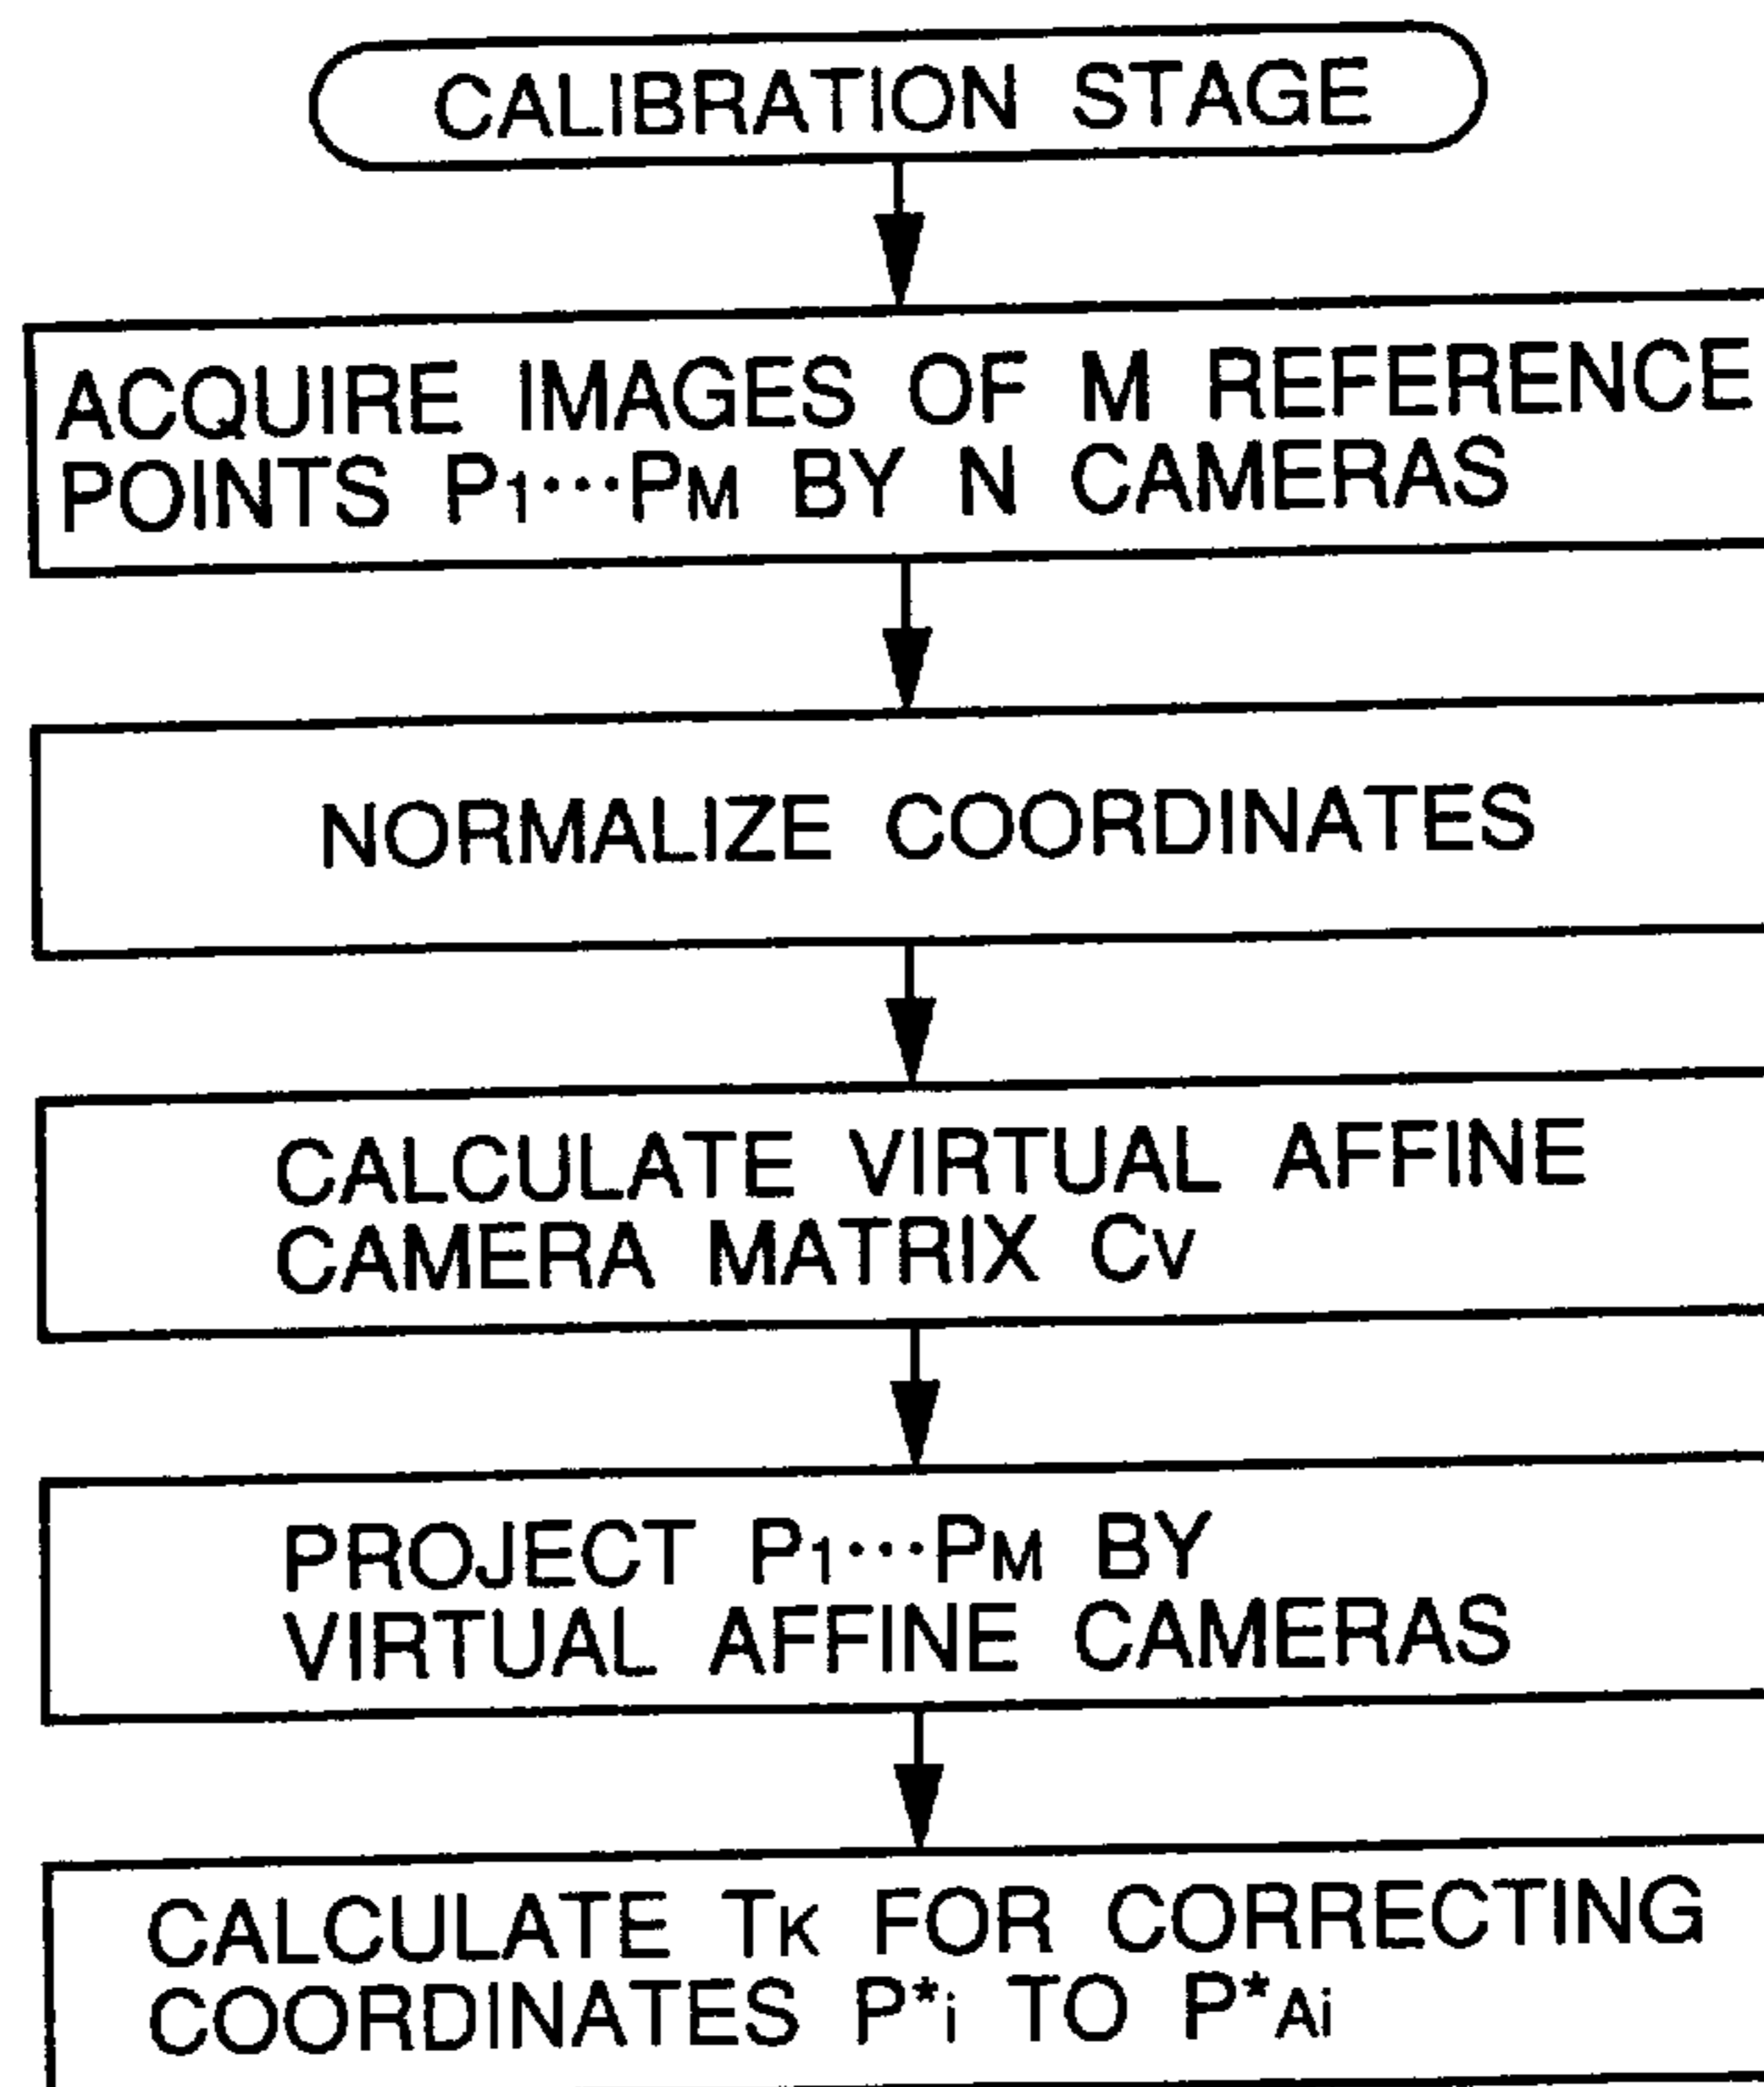 CALIBRATION STAGE
ACQUIRE IMAGES OF M REFERENCE
POINTS P1···PM BY N CAMERAS
NORMALIZE COORDINATES
CALCULATE VIRTUAL AFFINE
CAMERA MATRIX CV
PROJECT P1···PM BY
VIRTUAL AFFINE CAMERAS
CALCULATE TK FOR CORRECTING
COORDINATES P*i TO P*Ai